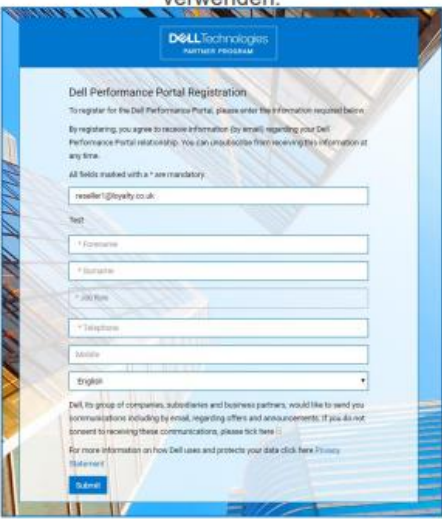 verwenden.
DELLTechnologies
PARTNER PROGRAM
Dell Performance Portal Registration
To register for the Dell Performance Portal, please enter the information required below.
By registering, you agree to receive information (by email) regarding your Dell
Performance Portal relationship. You can unsubscribe from receiving this information at
any time.
All fields marked with a * are mandatory.
reseller1@loyalty.co.uk
Test
* Forename
* Surname
* Job Role
* Telephone
Mobile
English
Dell, its group of companies, subsidiaries and business partners, would like to send you
communications including by email, regarding offers and announcements. If you do not
consent to receiving these communications, please tick here
For more information on how Dell uses and protects your data click here Privacy
Statement
Submit